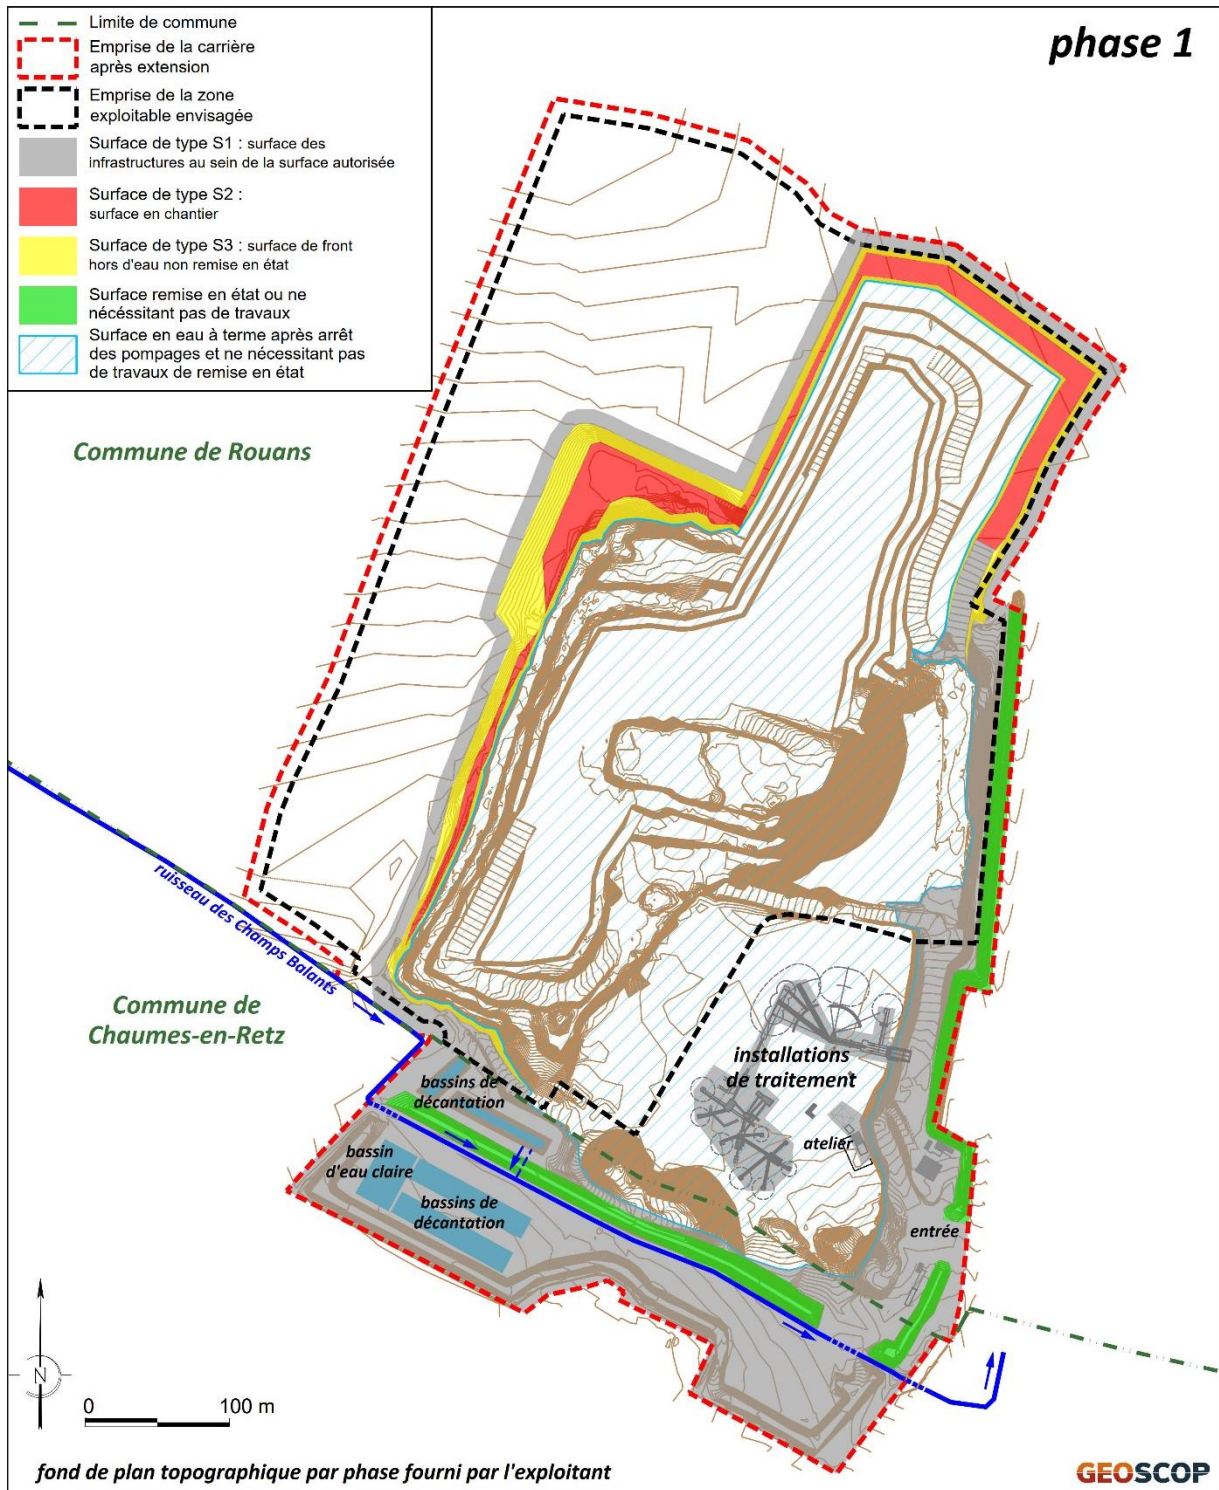 phase 1
Limite de commune
Emprise de la carrière
après extension
Emprise de la zone
exploitable envisagée
Surface de type S1 : surface des
infrastructures au sein de la surface autorisée
Surface de type S2 :
surface en chantier
Surface de type S3 : surface de front
hors d'eau non remise en état
Surface remise en état ou ne
nécéssitant pas de travaux
Surface en eau à terme après arrêt
des pompages et ne nécessitant pas
de travaux de remise en état
Commune de Rouans
ruisseau des Champs Balants
Commune de
Chaumes-en-Retz
bassins de
décantation
installations
de traitement
atelier
bassin
d'eau claire
bassins de
décantation
entrée
N
0 100 m
fond de plan topographique par phase fourni par l'exploitant
GEOSCOP